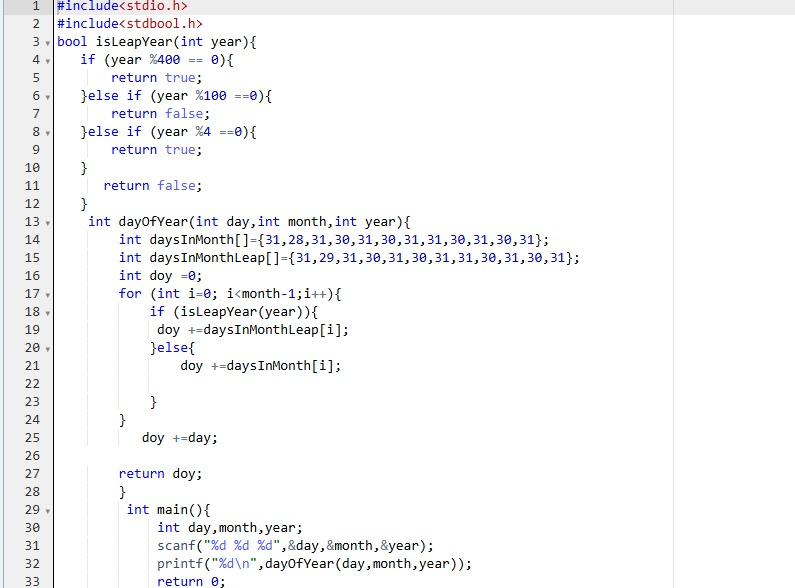 1 #include<stdio.h>
2 #include<stdbool.h>
3 bool isLeapYear(int year){
4 if (year %400 == 0){
5 return true;
6 }else if (year %100 ==0){
7 return false;
8 }else if (year %4 ==0){
9 return true;
10 }
11 return false;
12 }
13 int dayOfYear(int day,int month,int year){
14 int daysInMonth[]={31,28,31,30,31,30,31,31,30,31,30,31};
15 int daysInMonthLeap[]={31,29,31,30,31,30,31,31,30,31,30,31};
16 int doy =0;
17 for (int i=0; i<month-1;i++){
18 if (isLeapYear(year)){
19 doy +=daysInMonthLeap[i];
20 }else{
21 doy +=daysInMonth[i];
22
23 }
24 }
25 doy +=day;
26
27 return doy;
28 }
29 int main(){
30 int day,month,year;
31 scanf("%d %d %d",&day,&month,&year);
32 printf("%d\n",dayOfYear(day,month,year));
33 return 0;